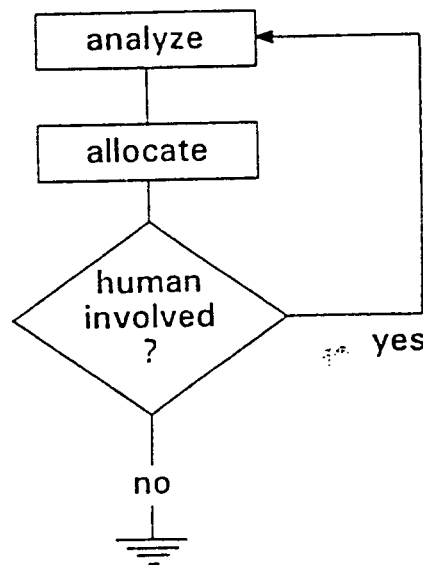 analyze
allocate
human
involved
?
yes
no